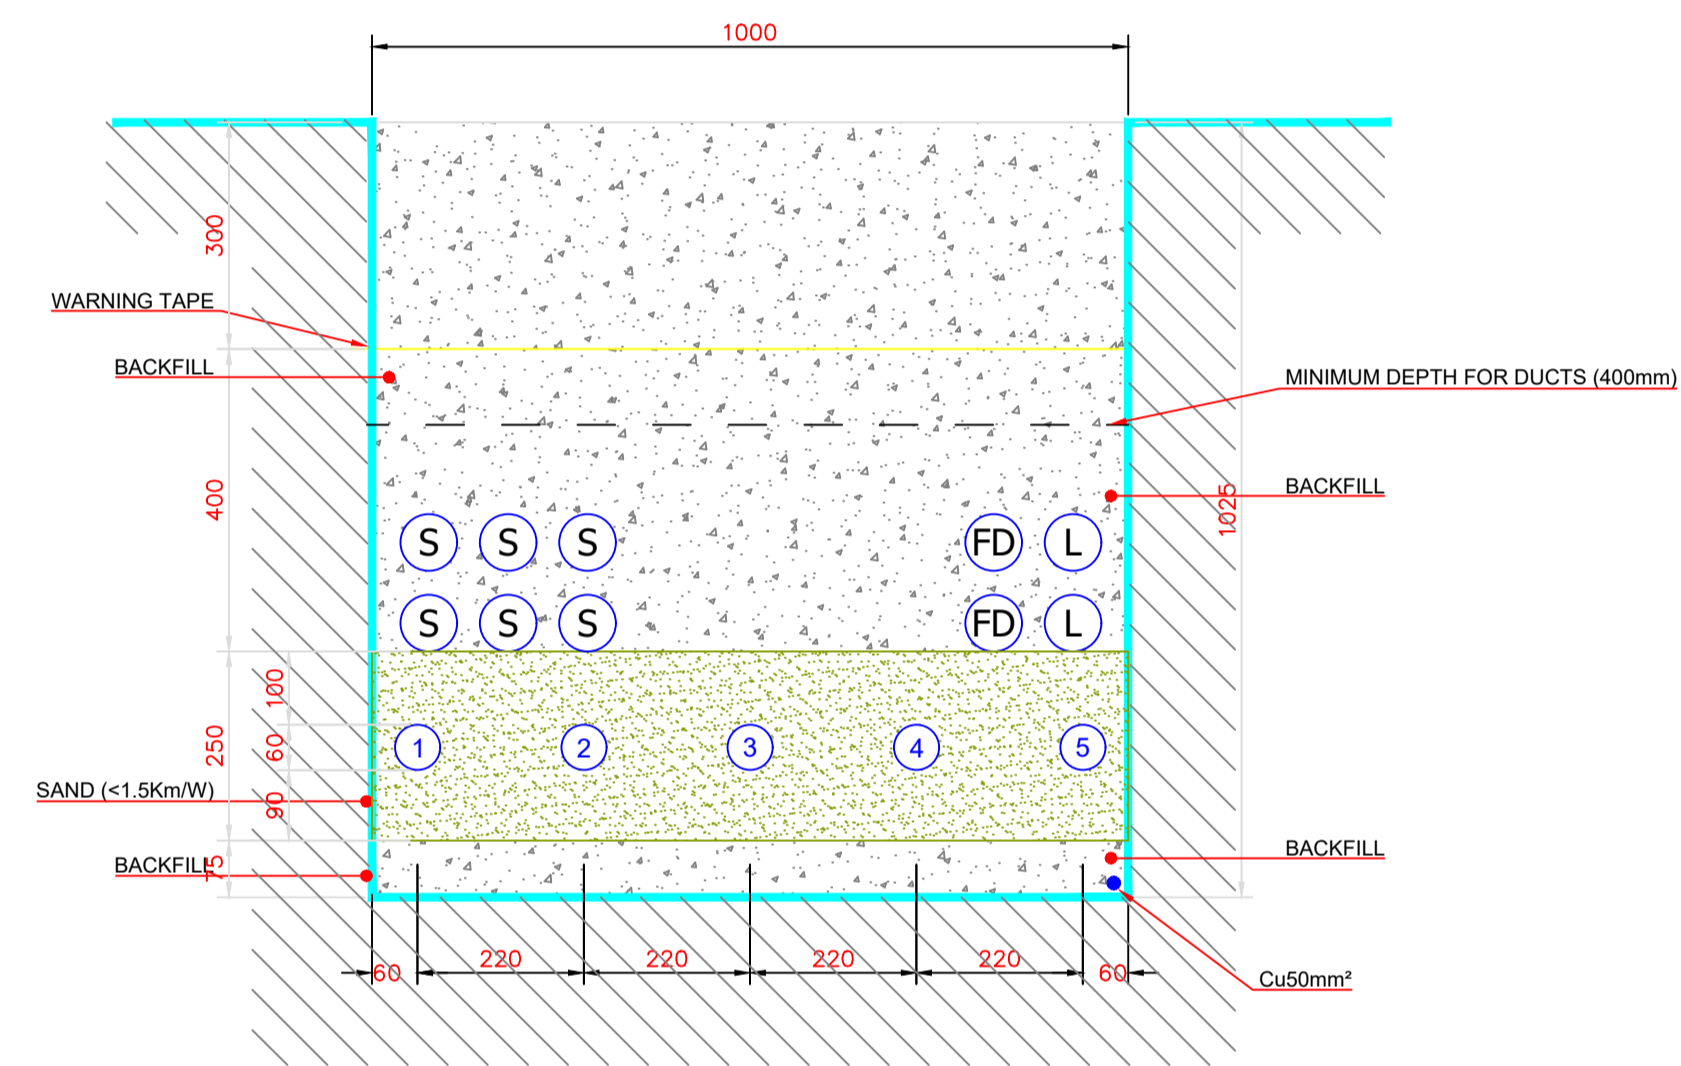 1000
300
WARNING TAPE
BACKFILL
MINIMUM DEPTH FOR DUCTS (400mm)
400
BACKFILL
1025
S S S FD L
S S S FD L
100
250
60
1 2 3 4 5
SAND (<1.5Km/W)
90
BACKFILL
75
BACKFILL
60 220 220 220 220 60
Cu50mm²